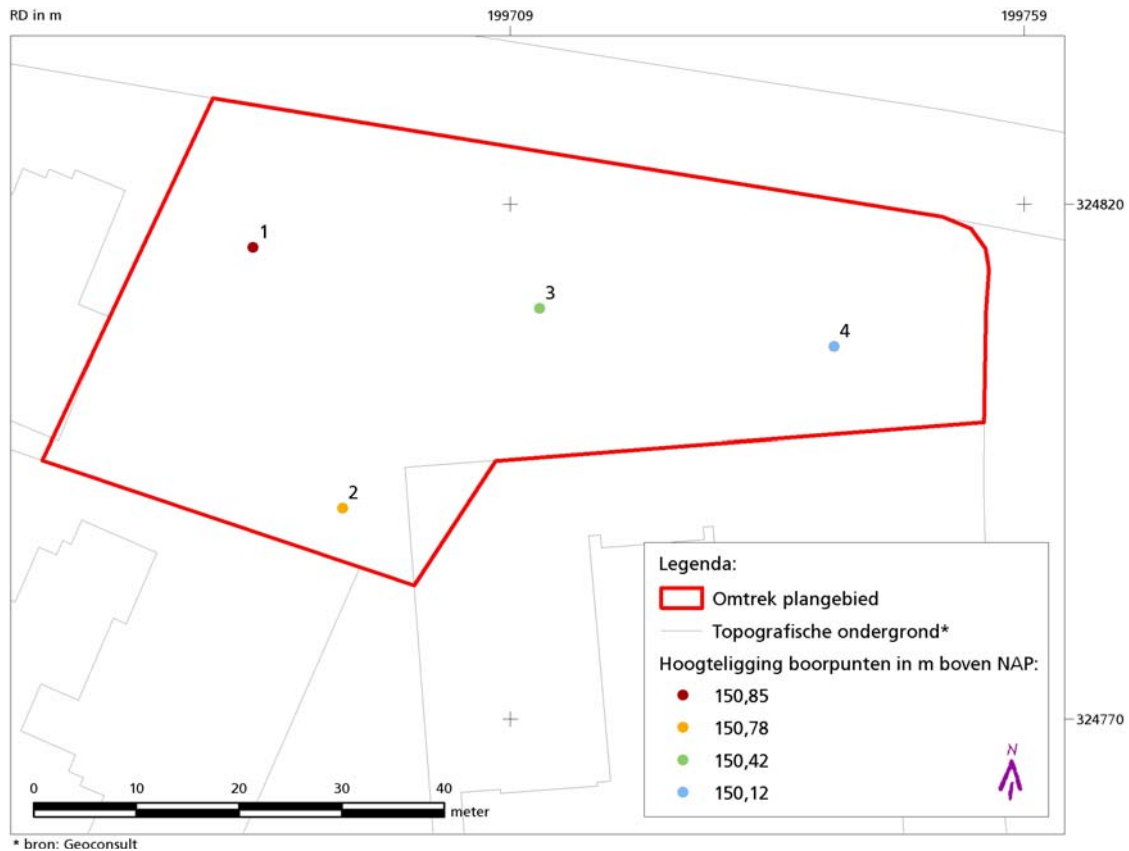 RD in m
199709
199759
324820
1
3
4
2
324770
Legenda:
Omtrek plangebied
Topografische ondergrond*
Hoogteligging boorpunten in m boven NAP:
150,85
150,78
150,42
150,12
N
0 10 20 30 40
meter
* bron: Geoconsult